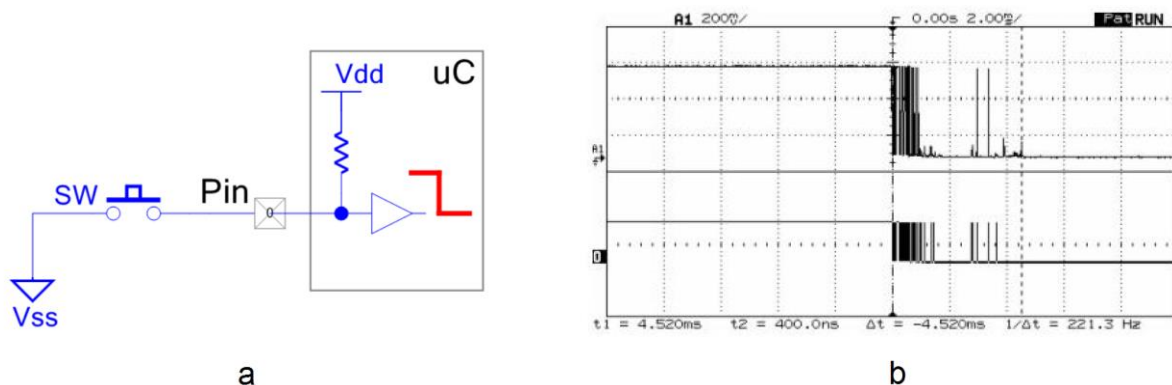 uC
Vdd
SW
Pin
0
Vss
a
A1 200mV/ 0.00s 2.00ms/ Pat RUN
A1
0
t1 = 4.520ms t2 = 400.0ns Δt = -4.520ms 1/Δt = 221.3 Hz
b